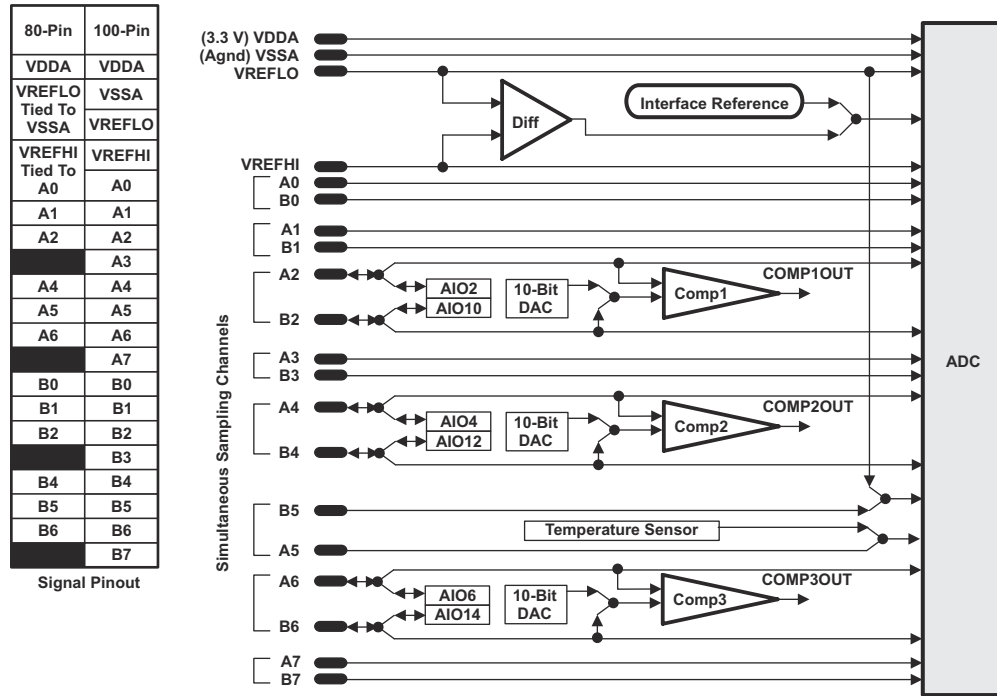 80-Pin 100-Pin
VDDA VDDA
VREFLO
Tied To
VSSA
VSSA
VREFLO
VREFHI
Tied To
A0
VREFHI
A0
A1 A1
A2 A2
A3
A4 A4
A5 A5
A6 A6
A7
B0 B0
B1 B1
B2 B2
B3
B4 B4
B5 B5
B6 B6
B7
Signal Pinout
Simultaneous Sampling Channels
(3.3 V) VDDA
(Agnd) VSSA
VREFLO
Interface Reference
Diff
VREFHI
A0
B0
A1
B1
A2
AIO2
AIO10
10-Bit
DAC
Comp1
COMP1OUT
B2
A3
B3
ADC
A4
AIO4
AIO12
10-Bit
DAC
Comp2
COMP2OUT
B4
B5
Temperature Sensor
A5
A6
AIO6
AIO14
10-Bit
DAC
Comp3
COMP3OUT
B6
A7
B7